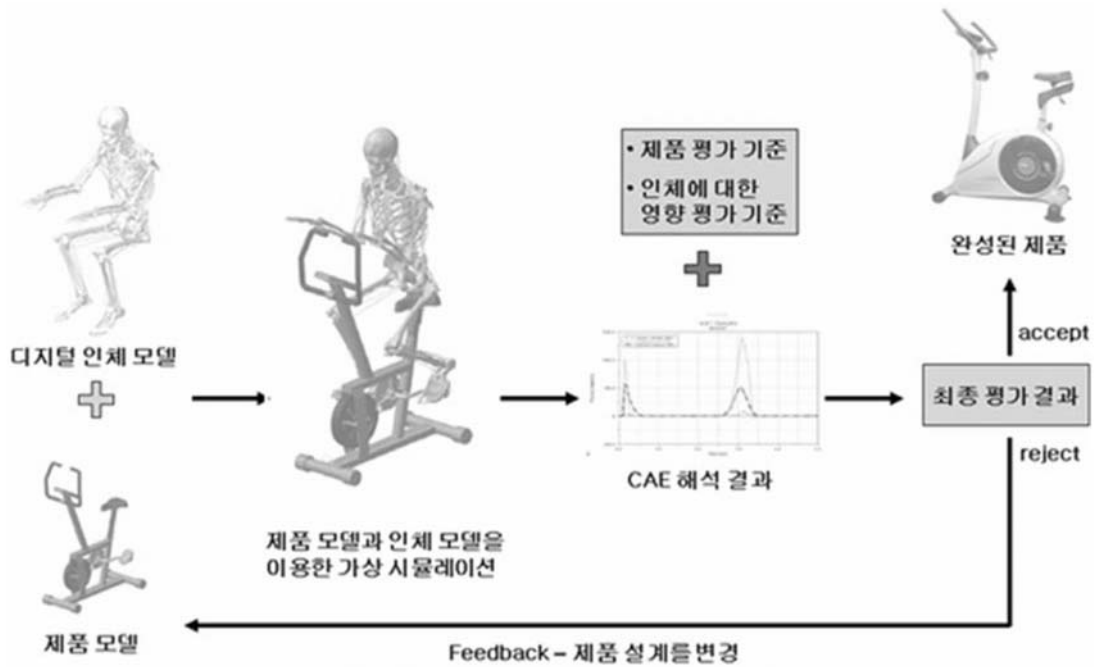 디지털 인체 모델
제품 모델
제품 모델과 인체 모델을
이용한 가상 시뮬레이션
• 제품 평가 기준
• 인체에 대한
영향 평가 기준
CAE 해석 결과
최종 평가 결과
accept
완성된 제품
reject
Feedback – 제품 설계를변경